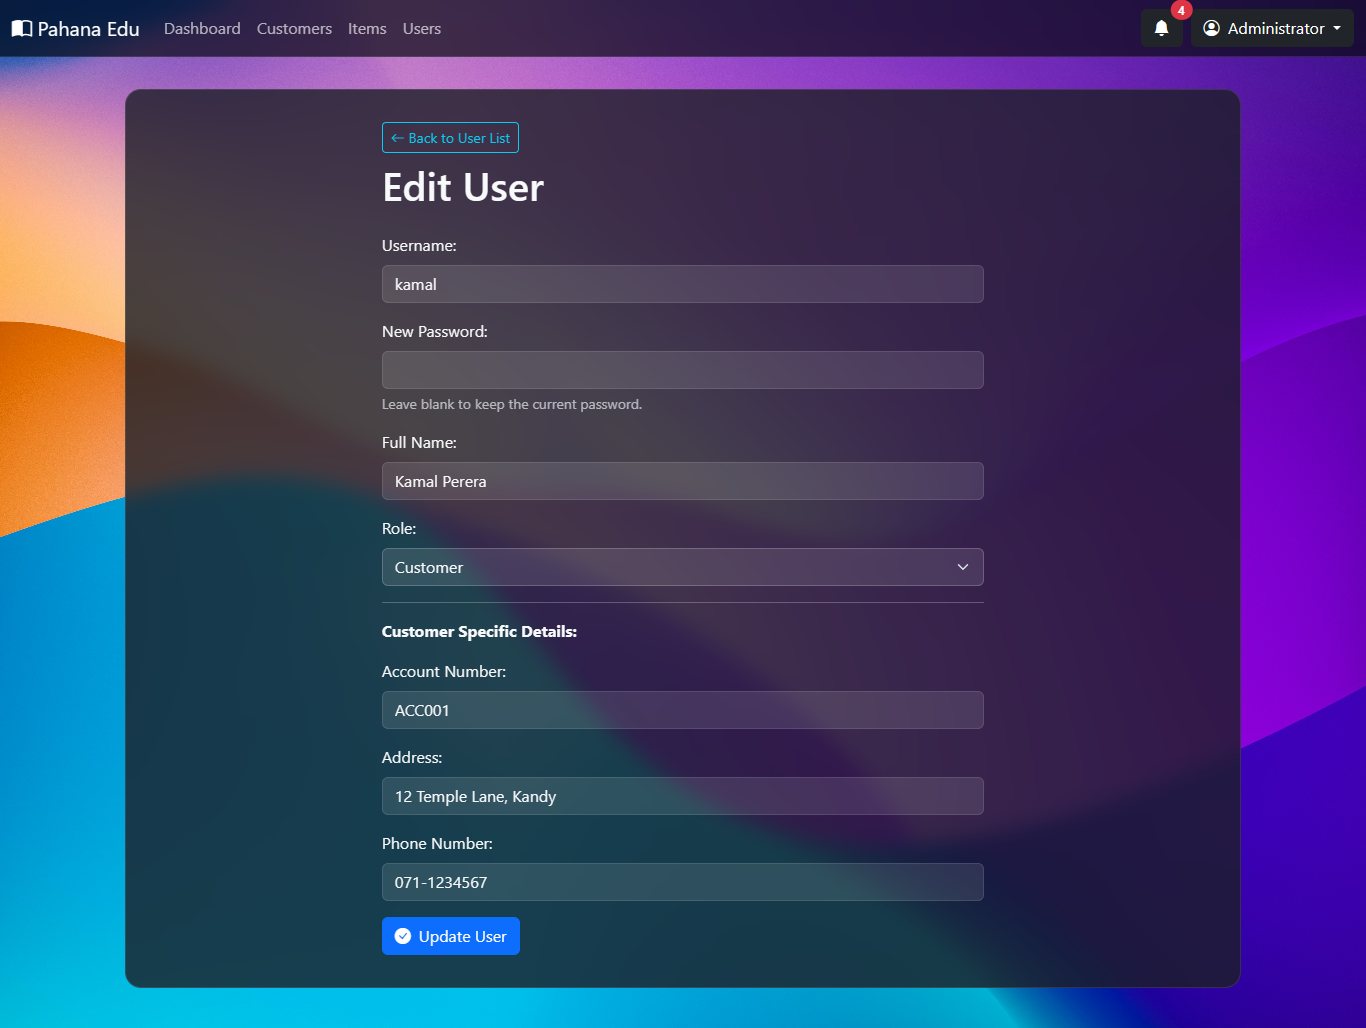 Pahana Edu Dashboard Customers Items Users 4 Administrator
← Back to User List
Edit User
Username:
kamal
New Password:
Leave blank to keep the current password.
Full Name:
Kamal Perera
Role:
Customer
Customer Specific Details:
Account Number:
ACC001
Address:
12 Temple Lane, Kandy
Phone Number:
071-1234567
Update User